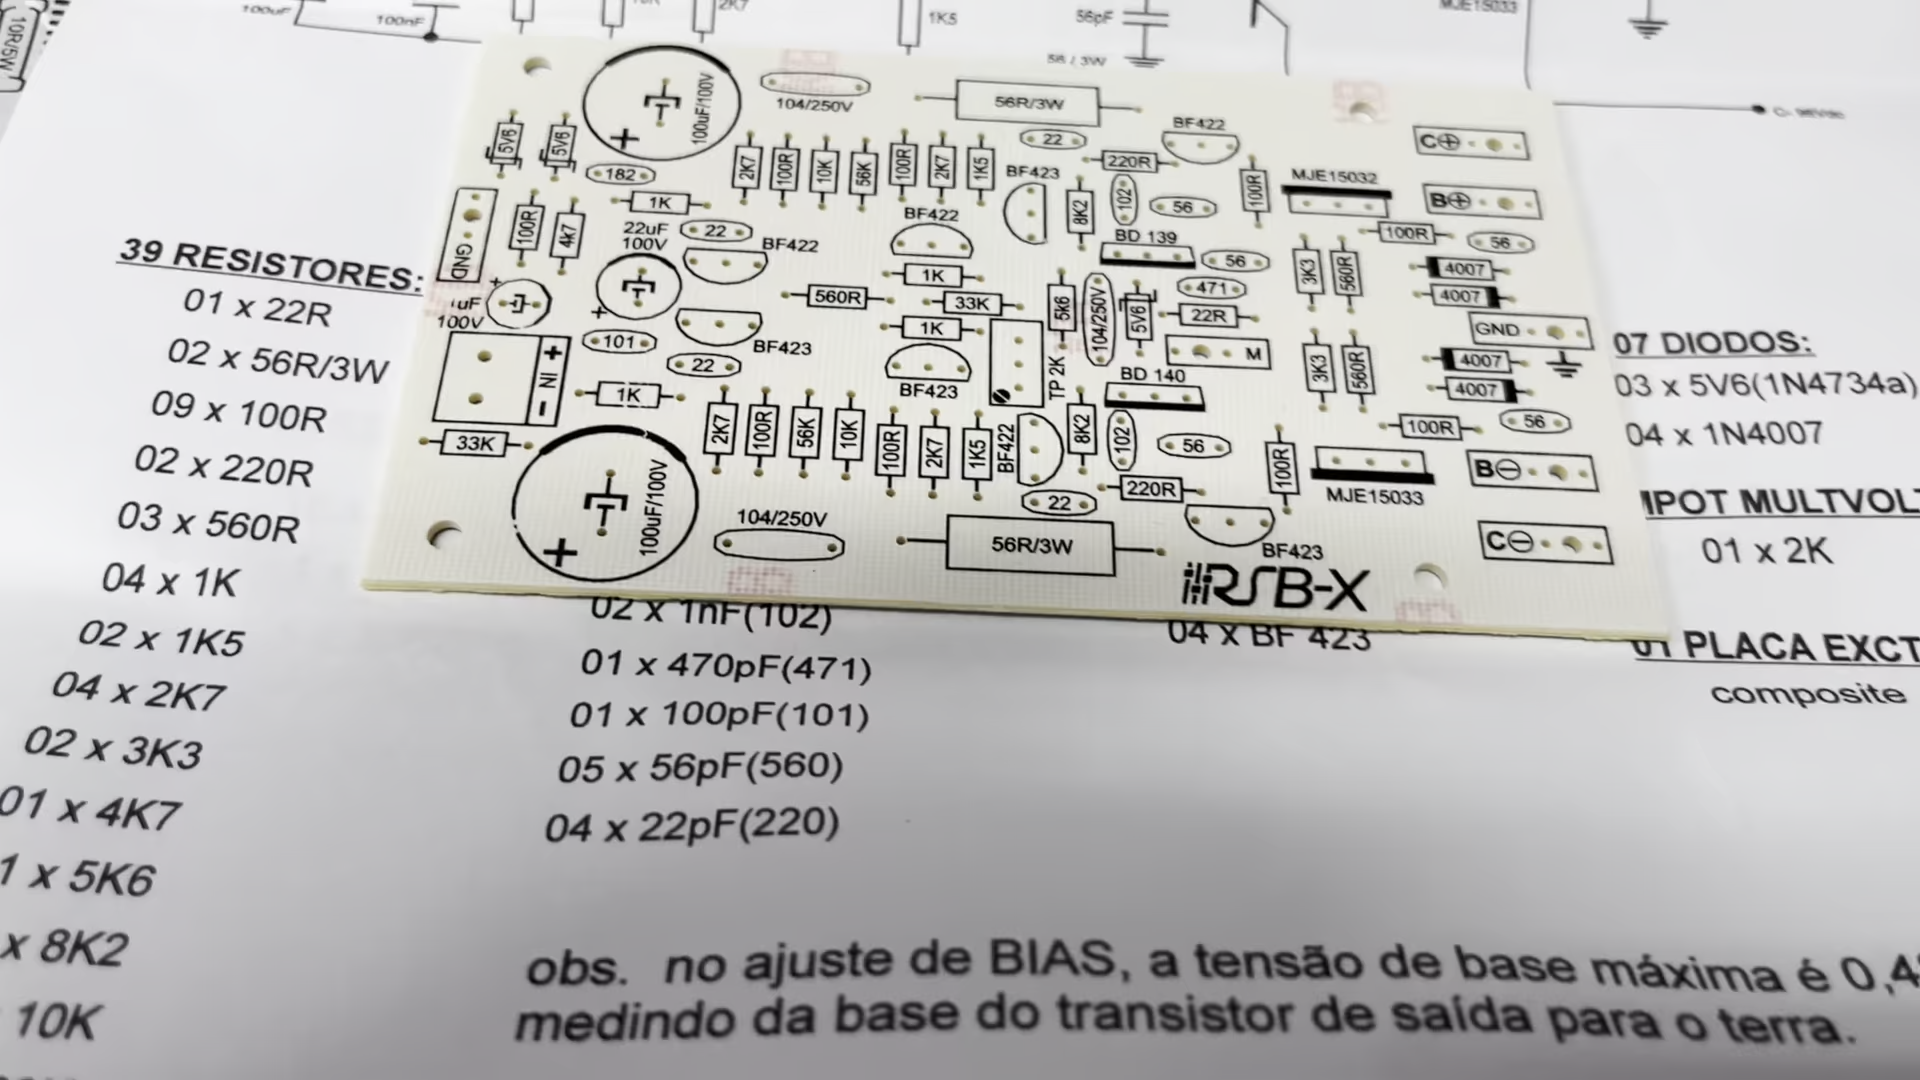 100uF
100nF
2K7
1K5
56pF
56 / 3W
MJE15033
10R/5W
100uF/100V
104/250V
56R/3W
22
BF422
C⊕
5V6
5V6
182
2K7
100R
10K
56K
100R
2K7
1K5
BF423
220R
8K2
102
56
100R
MJE15032
B⊕
GND
100R
4k7
1K
22uF
100V
22
BF422
BF422
BD 139
56
100R
56
1uF
100V
560R
1K
33K
1K
5k6
104/250V
471
5V6
22R
3K3
560R
4007
4007
GND
IN
101
22
BF423
BF423
TP 2K
M
BD 140
3K3
560R
4007
4007
33K
1K
2K7
100R
56K
10K
100R
2K7
1K5
BF422
8K2
102
56
100R
100R
56
B⊖
100uF/100V
104/250V
56R/3W
22
220R
BF423
MJE15033
C⊖
RSB-X
39 RESISTORES:
01 x 22R
02 x 56R/3W
09 x 100R
02 x 220R
03 x 560R
04 x 1K
02 x 1K5
04 x 2K7
02 x 3K3
01 x 4K7
1 x 5K6
x 8K2
10K
02 x 1nF(102)
01 x 470pF(471)
01 x 100pF(101)
05 x 56pF(560)
04 x 22pF(220)
04 x BF 423
07 DIODOS:
03 x 5V6(1N4734a)
04 x 1N4007
MPOT MULTVOL
01 x 2K
01 PLACA EXCT
composite
obs. no ajuste de BIAS, a tensão de base máxima é 0,4
medindo da base do transistor de saída para o terra.